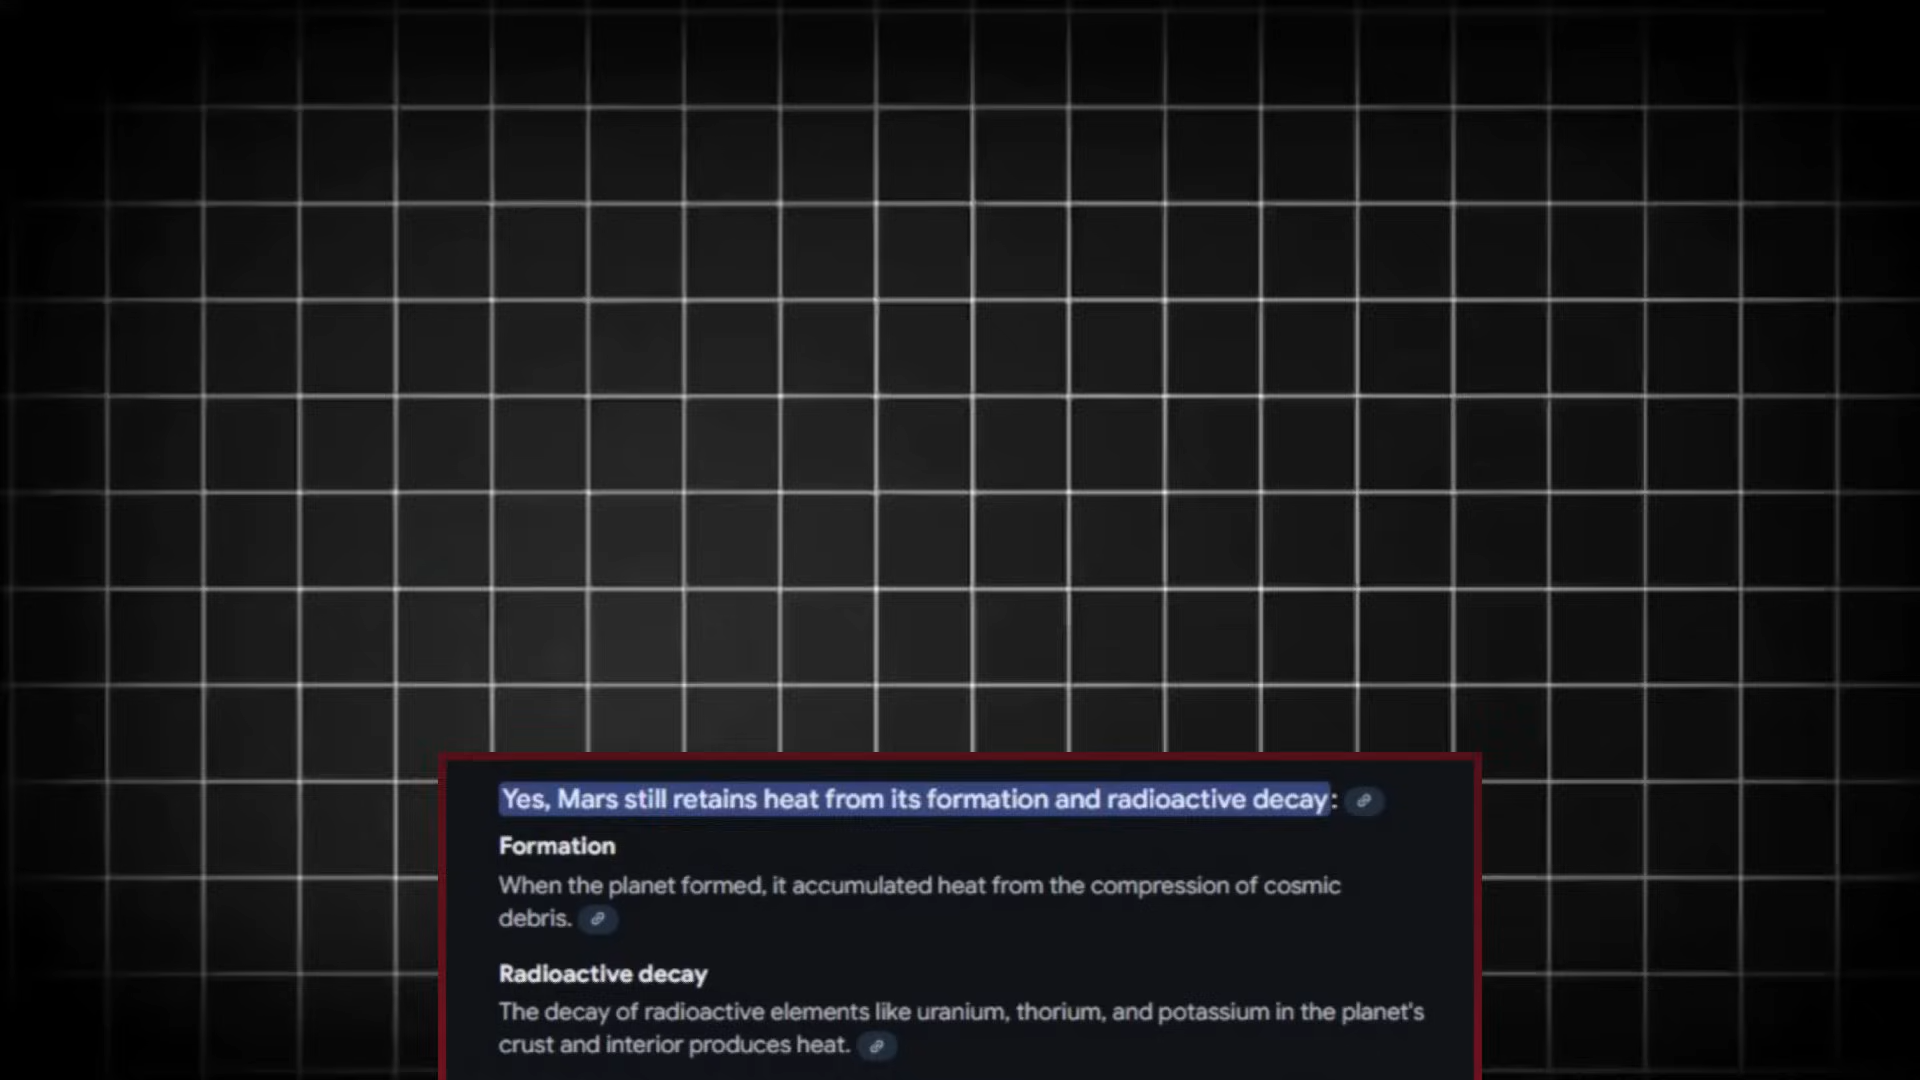 Yes, Mars still retains heat from its formation and radioactive decay:
Formation
When the planet formed, it accumulated heat from the compression of cosmic
debris.
Radioactive decay
The decay of radioactive elements like uranium, thorium, and potassium in the planet's
crust and interior produces heat.